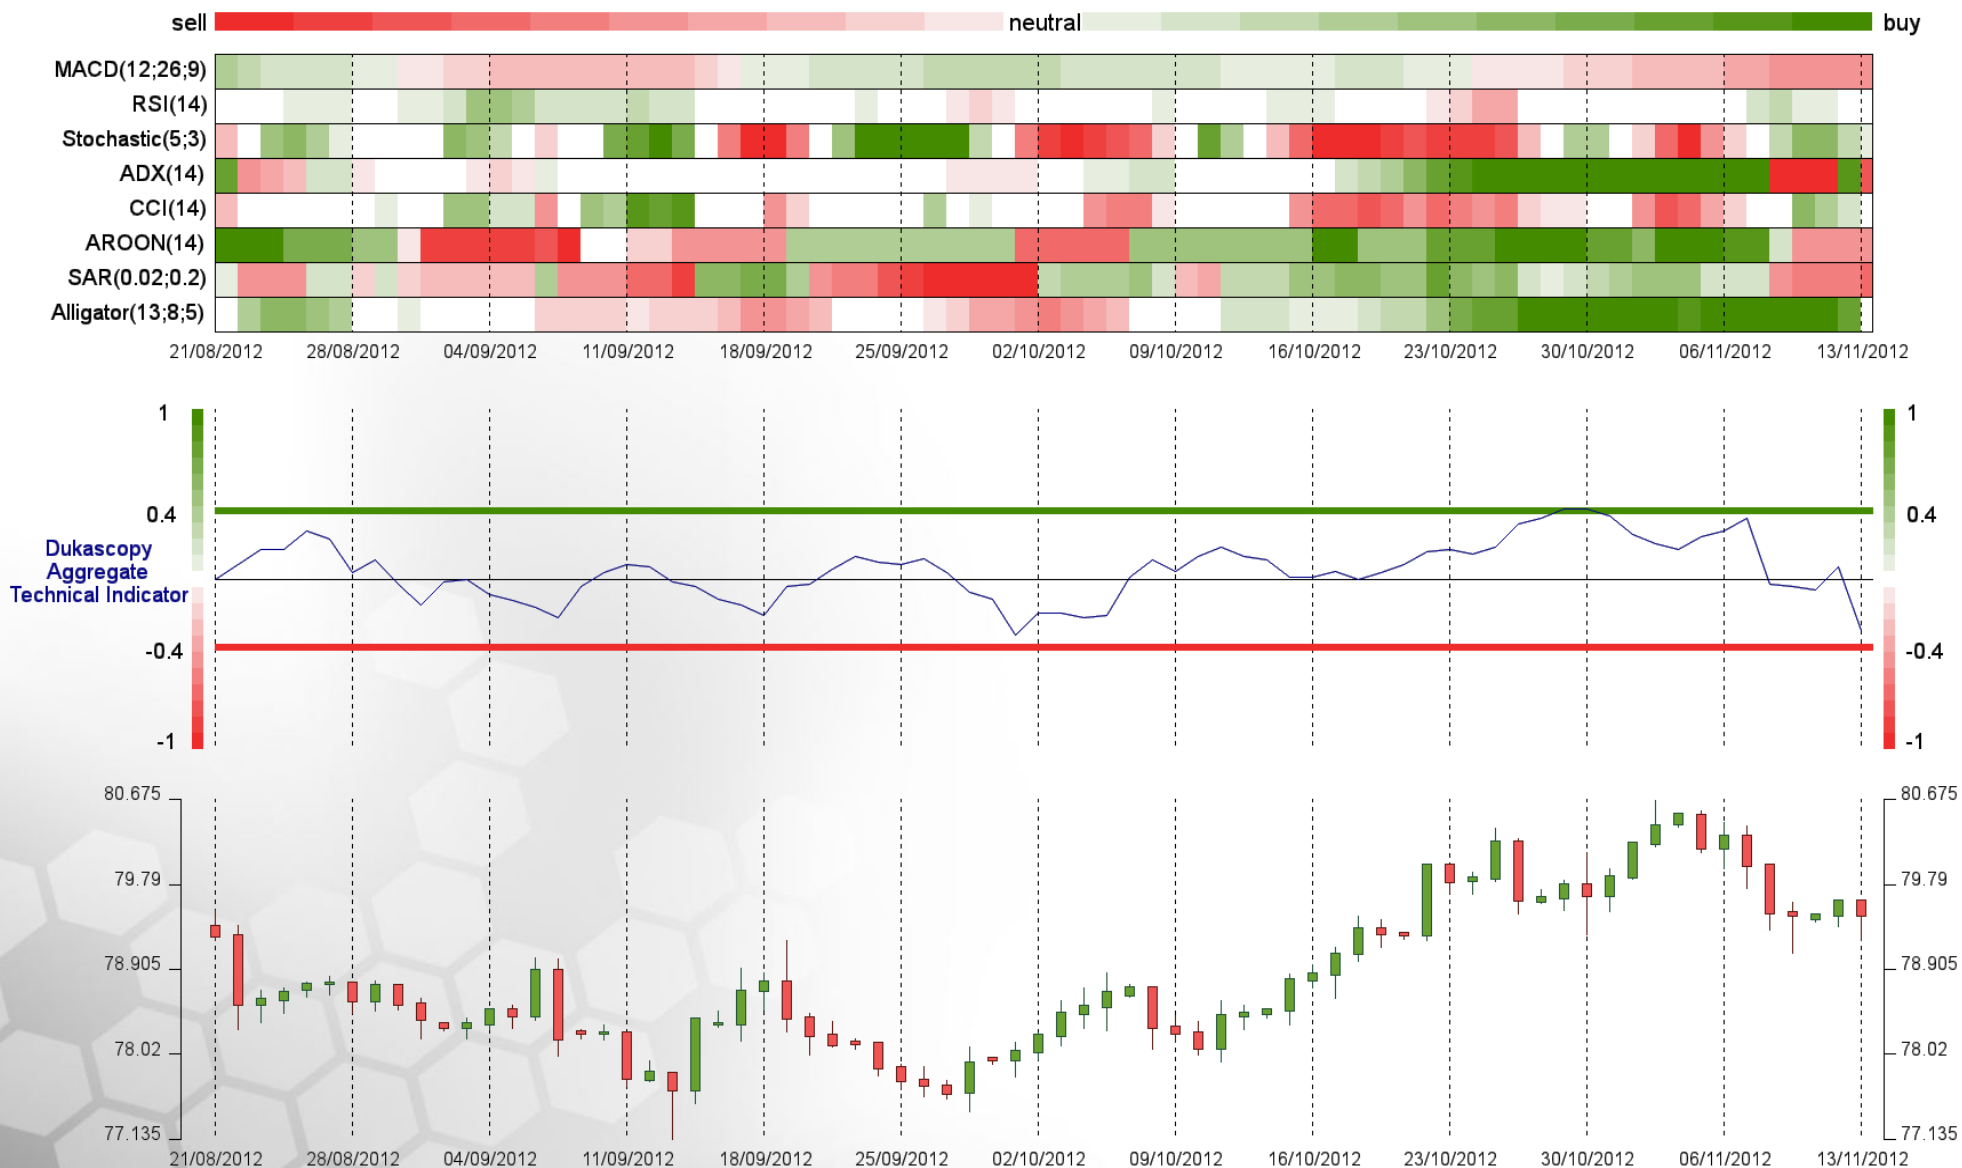 sell neutral buy
MACD(12;26;9)
RSI(14)
Stochastic(5;3)
ADX(14)
CCI(14)
AROON(14)
SAR(0.02;0.2)
Alligator(13;8;5)
21/08/2012 28/08/2012 04/09/2012 11/09/2012 18/09/2012 25/09/2012 02/10/2012 09/10/2012 16/10/2012 23/10/2012 30/10/2012 06/11/2012 13/11/2012
1 1
0.4 0.4
Dukascopy
Aggregate
Technical Indicator
-0.4 -0.4
-1 -1
80.675 80.675
79.79 79.79
78.905 78.905
78.02 78.02
77.135 77.135
21/08/2012 28/08/2012 04/09/2012 11/09/2012 18/09/2012 25/09/2012 02/10/2012 09/10/2012 16/10/2012 23/10/2012 30/10/2012 06/11/2012 13/11/2012